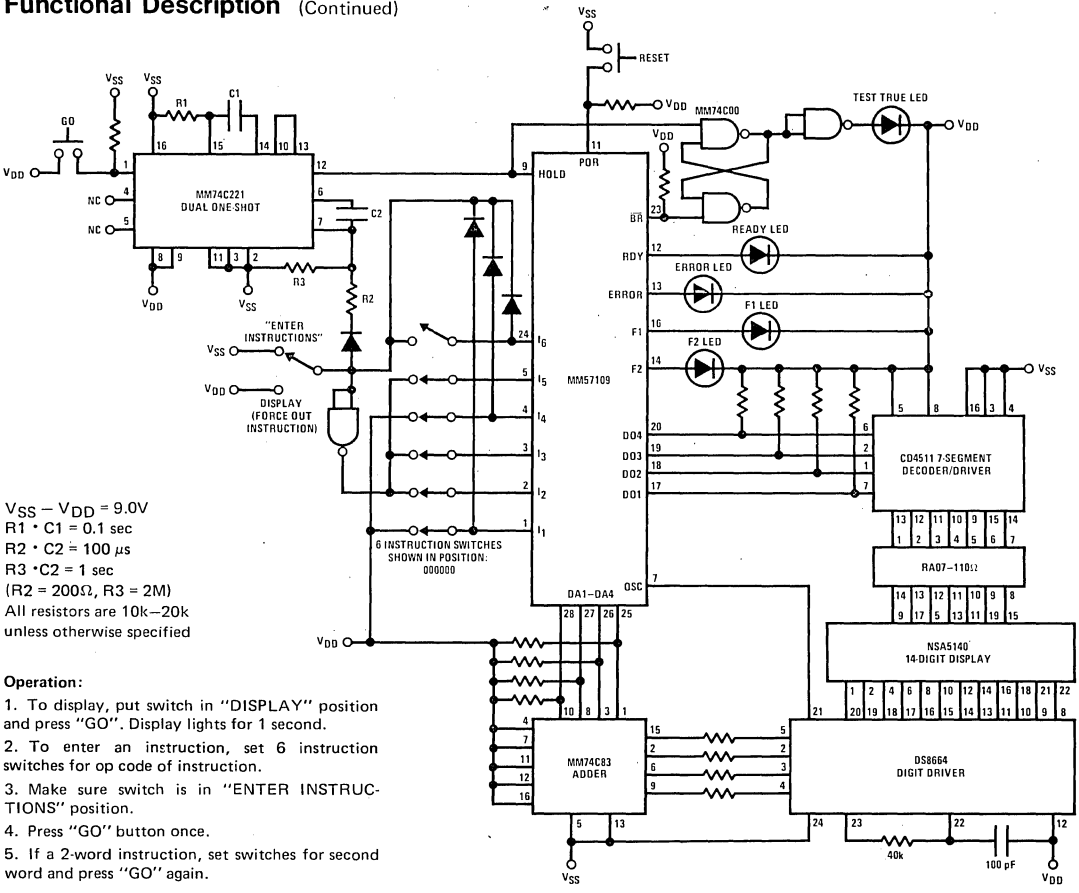 Functional Description (Continued)
VSS
RESET
VDD
MM74C00
TEST TRUE LED
VDD
VDD
VSS
VSS
GO
R1
C1
16
15
14
10
13
VDD
1
4
5
NC
NC
MM74C221
DUAL ONE-SHOT
12
6
7
C2
8
9
11
3
2
VDD
VSS
R3
R2
"ENTER
INSTRUCTIONS"
VSS
VDD
DISPLAY
(FORCE OUT
INSTRUCTION)
11
POR
9
HOLD
24
I6
5
I5
4
I4
3
I3
2
I2
1
I1
MM57109
23
BR
12
RDY
READY LED
13
ERROR
ERROR LED
16
F1
F1 LED
14
F2
F2 LED
20
DO4
19
DO3
18
DO2
17
DO1
7
OSC
DA1–DA4
28
27
26
25
6 INSTRUCTION SWITCHES
SHOWN IN POSITION:
000000
VSS
5
8
16
3
4
6
2
1
7
CD4511 7-SEGMENT
DECODER/DRIVER
13 12 11 10 9 15 14
1 2 3 4 5 6 7
RA07–110Ω
14 13 12 11 10 9 8
9 17 5 13 11 19 15
NSA5140
14-DIGIT DISPLAY
1 2 4 6 8 10 12 14 16 18 21 22
20 19 18 17 16 15 14 13 11 10 9 8
VDD
10
8
3
1
4
7
11
12
16
MM74C83
ADDER
15
2
6
9
5
13
VSS
5
2
3
4
21
DS8664
DIGIT DRIVER
24
23
22
12
40k
100 pF
VDD
VSS – VDD = 9.0V
R1 • C1 = 0.1 sec
R2 • C2 = 100 µs
R3 •C2 = 1 sec
(R2 = 200Ω, R3 = 2M)
All resistors are 10k–20k
unless otherwise specified
Operation:
1. To display, put switch in "DISPLAY" position
and press "GO". Display lights for 1 second.
2. To enter an instruction, set 6 instruction
switches for op code of instruction.
3. Make sure switch is in "ENTER INSTRUC-
TIONS" position.
4. Press "GO" button once.
5. If a 2-word instruction, set switches for second
word and press "GO" again.